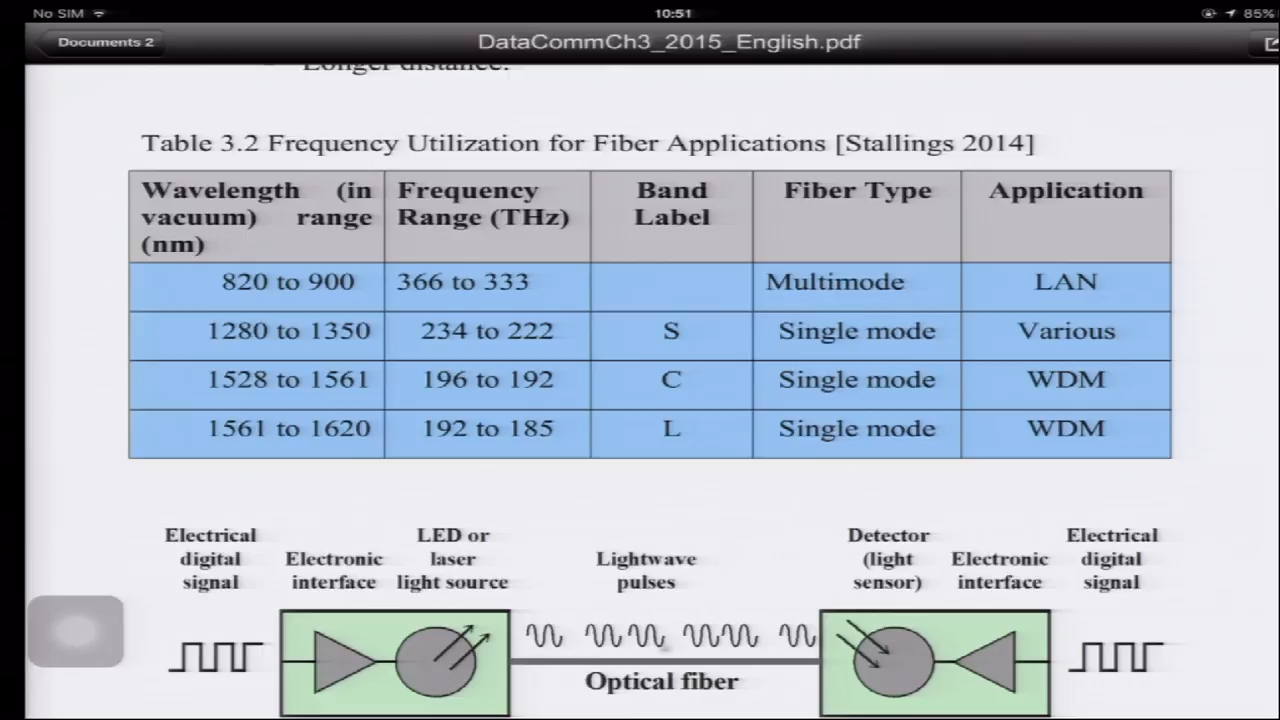 No SIM 10:51 85%
Documents 2 DataCommCh3_2015_English.pdf
Longer distance.
Table 3.2 Frequency Utilization for Fiber Applications [Stallings 2014]
Wavelength (in vacuum) range (nm) Frequency Range (THz) Band Label Fiber Type Application
820 to 900 366 to 333 Multimode LAN
1280 to 1350 234 to 222 S Single mode Various
1528 to 1561 196 to 192 C Single mode WDM
1561 to 1620 192 to 185 L Single mode WDM
Electrical digital signal
Electronic interface
LED or laser light source
Lightwave pulses
Detector (light sensor)
Electronic interface
Electrical digital signal
Optical fiber